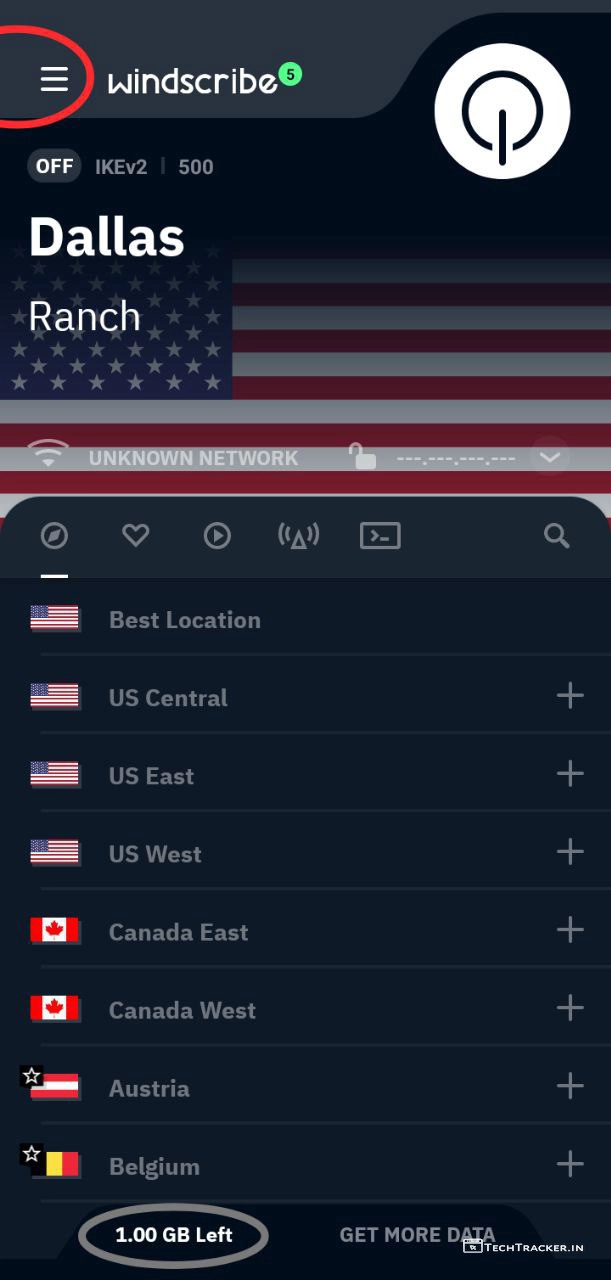 windscribe 5
OFF IKEv2 | 500
Dallas
Ranch
UNKNOWN NETWORK ---.---.---.---
Best Location
US Central
US East
US West
Canada East
Canada West
Austria
Belgium
1.00 GB Left GET MORE DATA
TECHTRACKER.IN